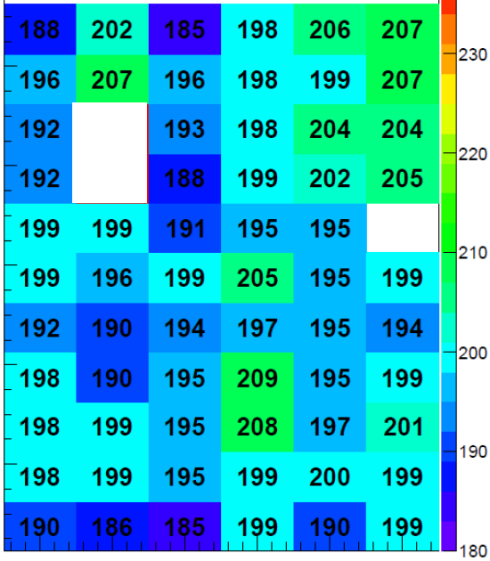 188 202 185 198 206 207
230
196 207 196 198 199 207
192 193 198 204 204
220
192 188 199 202 205
199 199 191 195 195
210
199 196 199 205 195 199
192 190 194 197 195 194
200
198 190 195 209 195 199
198 199 195 208 197 201
190
198 199 195 199 200 199
190 186 185 199 190 199
180